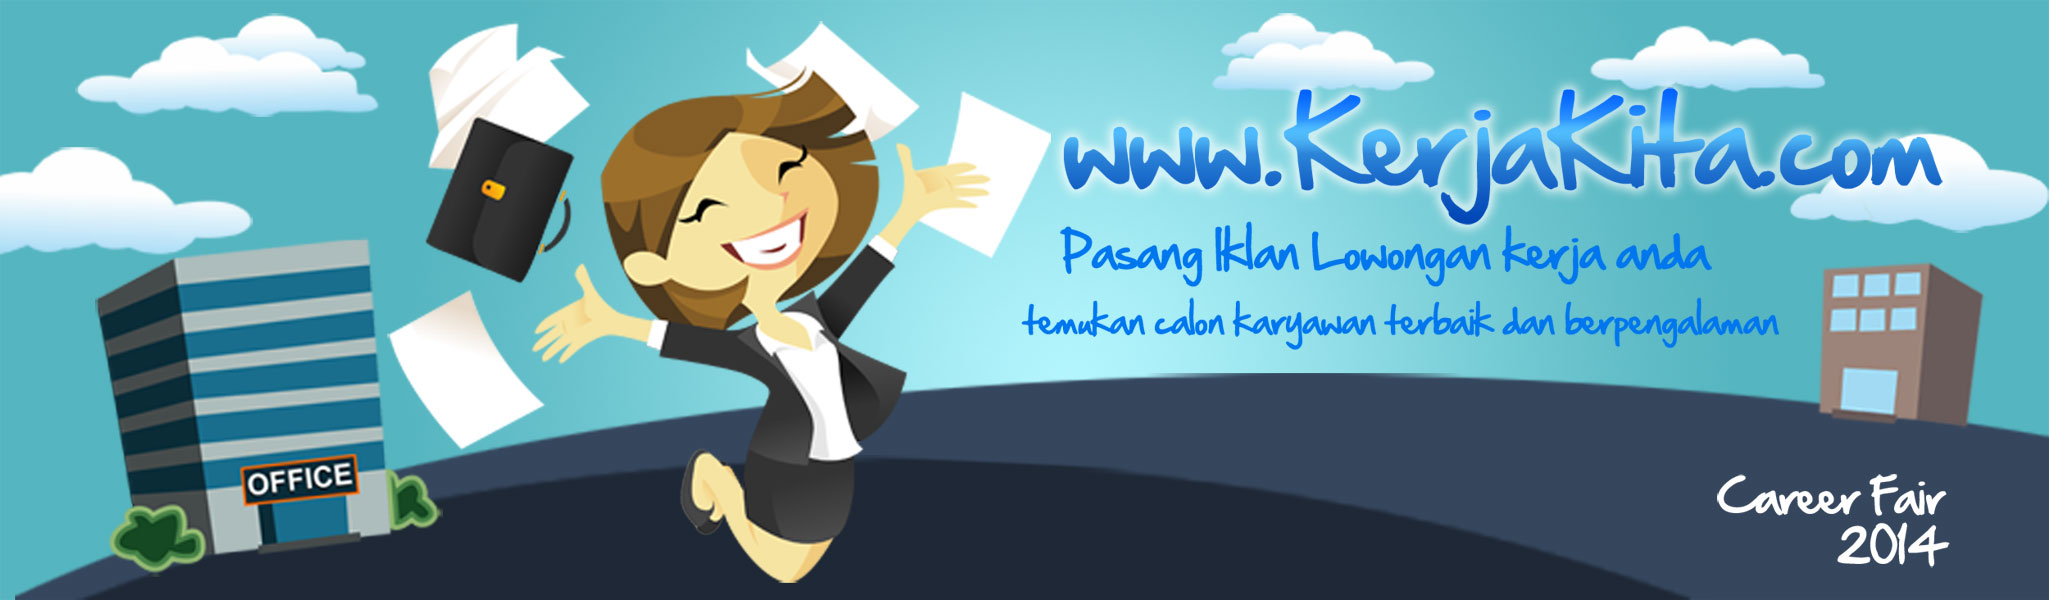 www.KerjaKita.com
Pasang Iklan Lowongan kerja anda
temukan calon karyawan terbaik dan berpengalaman
OFFICE
Career Fair
2014